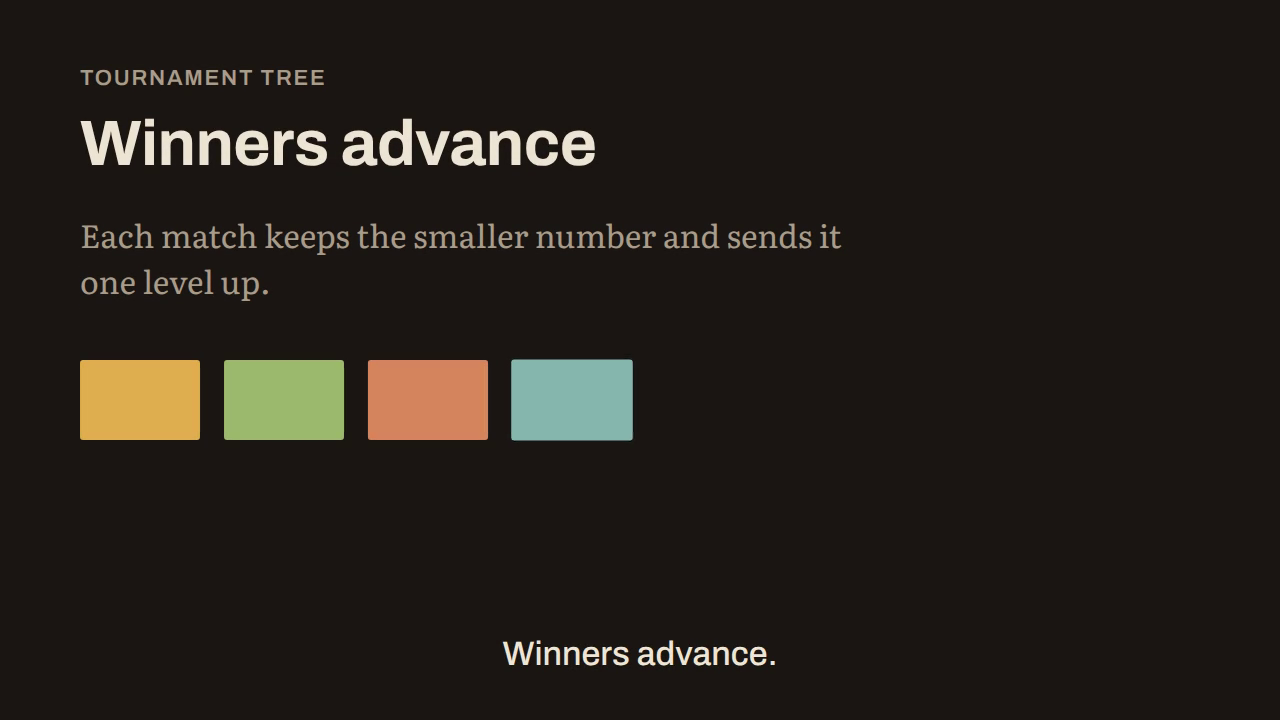 TOURNAMENT TREE
Winners advance
Each match keeps the smaller number and sends it
one level up.
Winners advance.